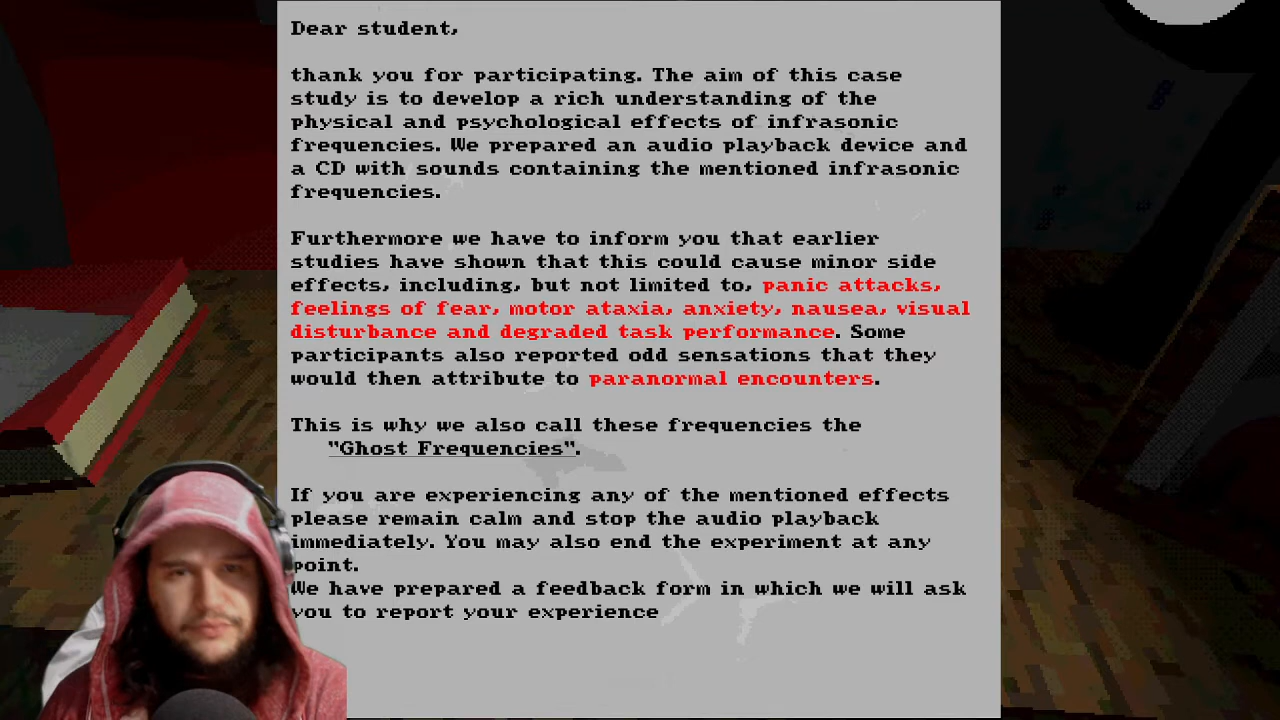 Dear student,
thank you for participating. The aim of this case
study is to develop a rich understanding of the
physical and psychological effects of infrasonic
frequencies. We prepared an audio playback device and
a CD with sounds containing the mentioned infrasonic
frequencies.
Furthermore we have to inform you that earlier
studies have shown that this could cause minor side
effects, including, but not limited to, panic attacks,
feelings of fear, motor ataxia, anxiety, nausea, visual
disturbance and degraded task performance. Some
participants also reported odd sensations that they
would then attribute to paranormal encounters.
This is why we also call these frequencies the
"Ghost Frequencies".
If you are experiencing any of the mentioned effects
please remain calm and stop the audio playback
immediately. You may also end the experiment at any
point.
We have prepared a feedback form in which we will ask
you to report your experience